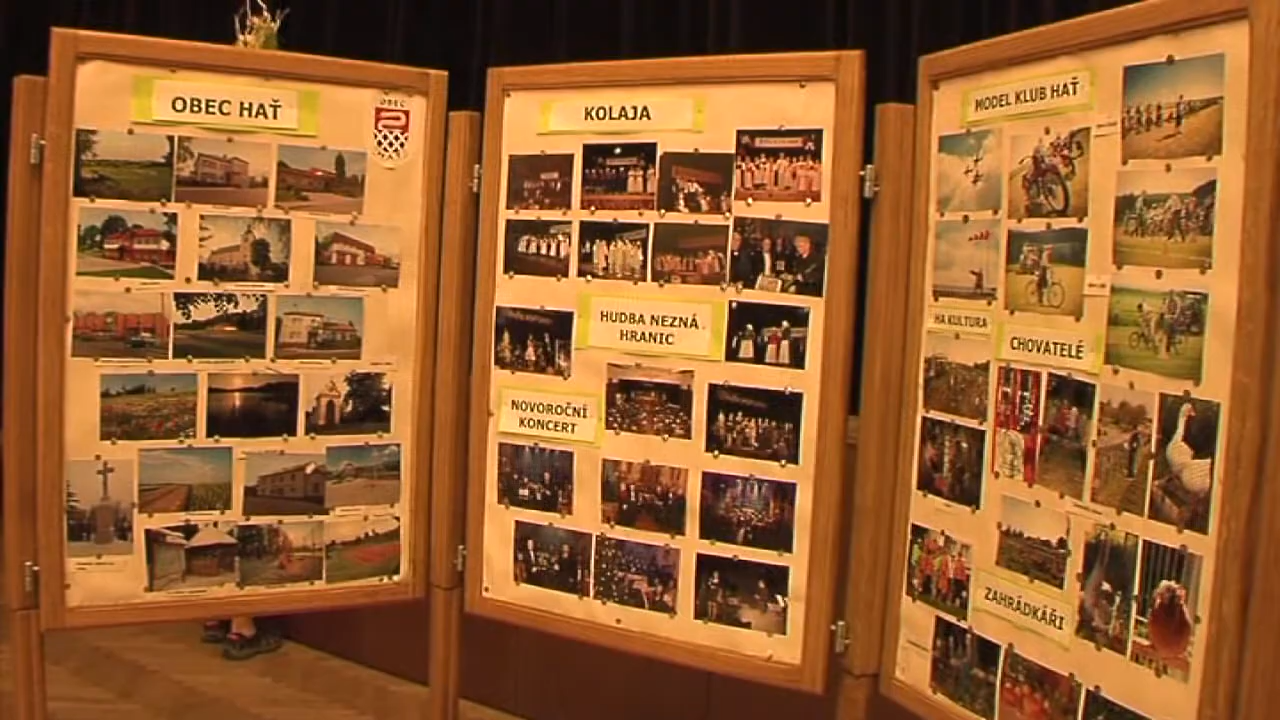 OBEC HAŤ
OBEC
KOLAJA
HUDBA NEZNÁ
HRANIC
NOVOROČNÍ
KONCERT
MODEL KLUB HAŤ
HA KULTURA
CHOVATELÉ
ZAHRÁDKÁŘI